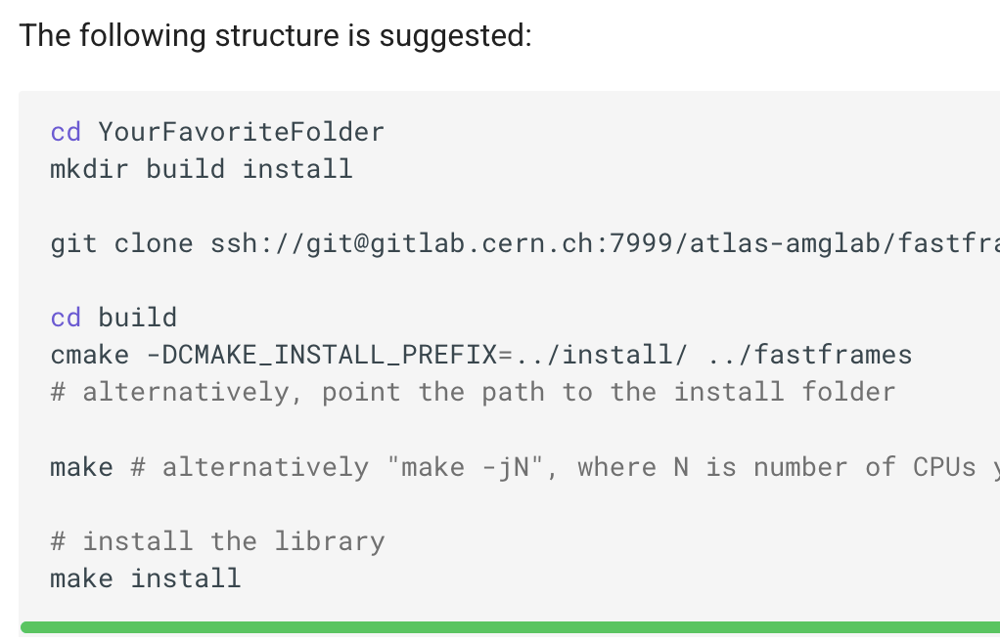 The following structure is suggested:
cd YourFavoriteFolder
mkdir build install
git clone ssh://git@gitlab.cern.ch:7999/atlas-amglab/fastfra
cd build
cmake -DCMAKE_INSTALL_PREFIX=../install/ ../fastframes
# alternatively, point the path to the install folder
make # alternatively "make -jN", where N is number of CPUs y
# install the library
make install